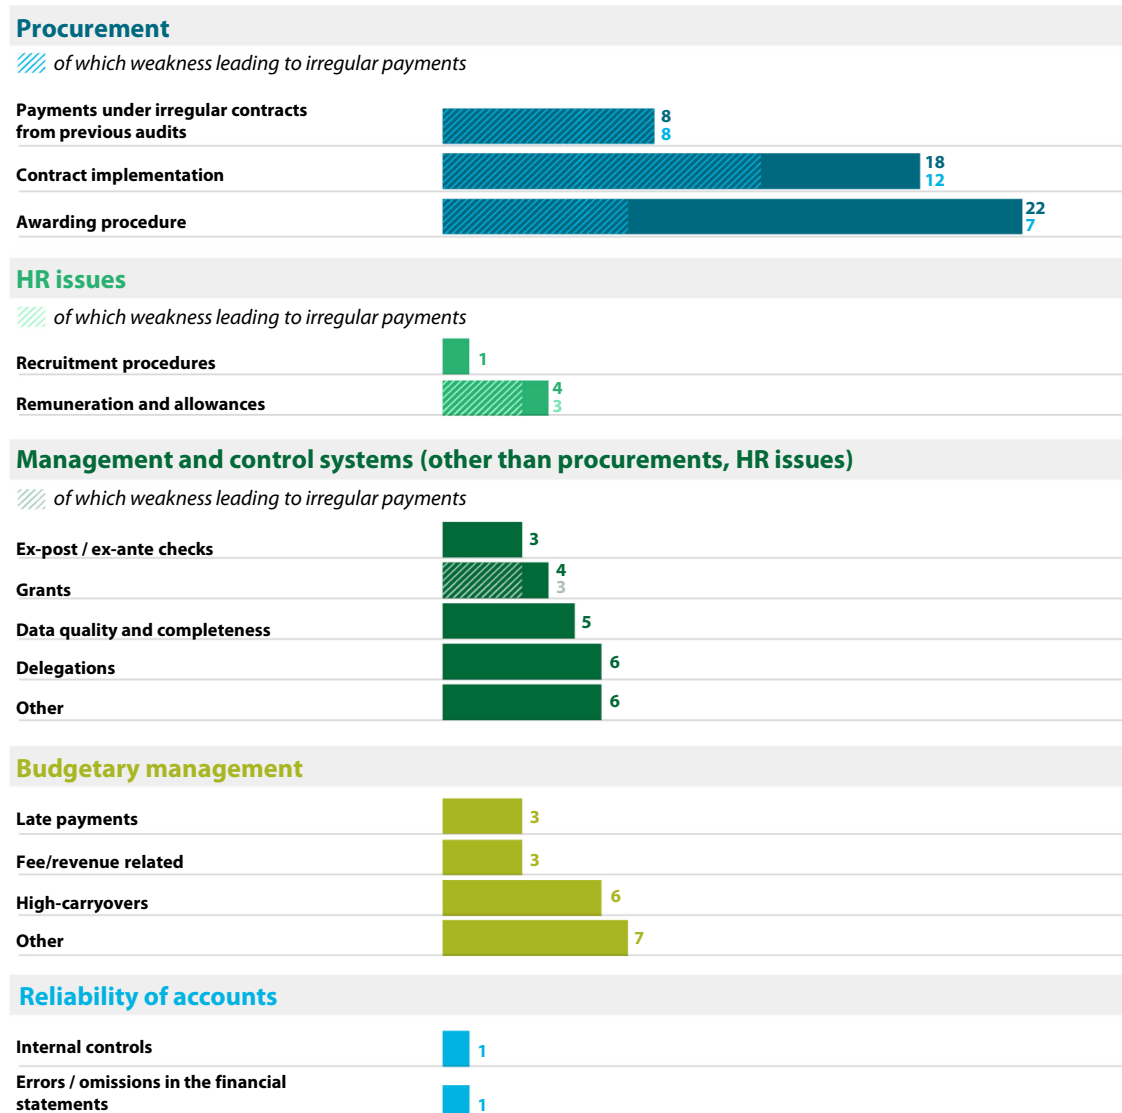 Procurement
of which weakness leading to irregular payments
Payments under irregular contracts
from previous audits
8
8
Contract implementation
18
12
Awarding procedure
22
7
HR issues
of which weakness leading to irregular payments
Recruitment procedures
1
Remuneration and allowances
4
3
Management and control systems (other than procurements, HR issues)
of which weakness leading to irregular payments
Ex-post / ex-ante checks
3
Grants
4
3
Data quality and completeness
5
Delegations
6
Other
6
Budgetary management
Late payments
3
Fee/revenue related
3
High-carryovers
6
Other
7
Reliability of accounts
Internal controls
1
Errors / omissions in the financial
statements
1